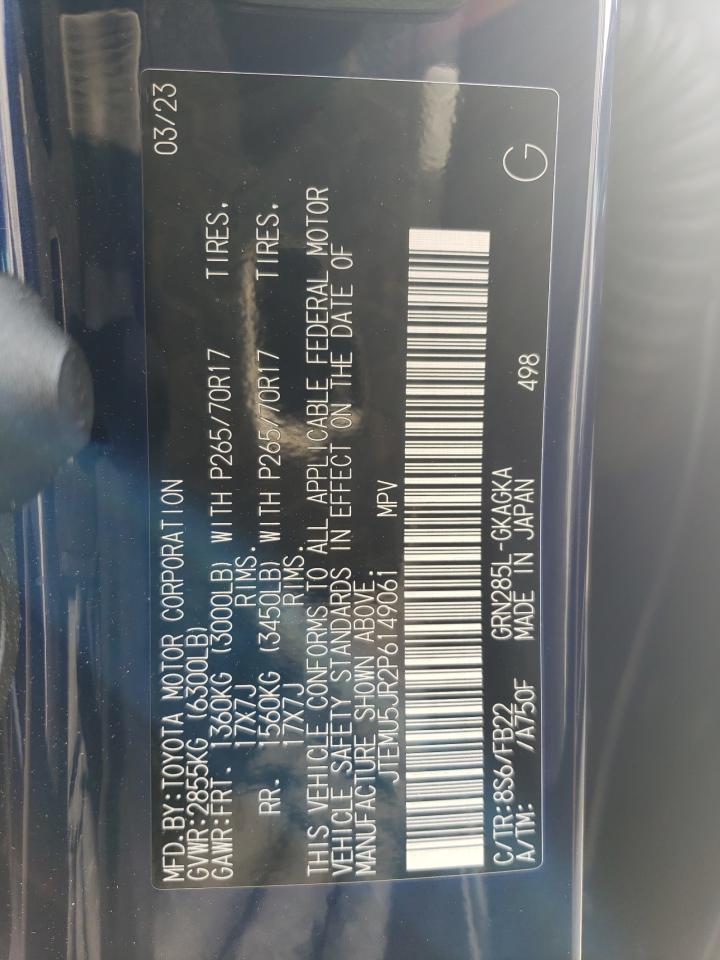 MFD.BY:TOYOTA MOTOR CORPORATION 03/23
GVWR:2855KG (6300LB)
GAWR:FRT. 1360KG (3000LB) WITH P265/70R17 TIRES,
17X7J RIMS.
RR. 1560KG (3450LB) WITH P265/70R17 TIRES,
17X7J RIMS.
THIS VEHICLE CONFORMS TO ALL APPLICABLE FEDERAL MOTOR
VEHICLE SAFETY STANDARDS IN EFFECT ON THE DATE OF
MANUFACTURE SHOWN ABOVE.
JTEMU5JR2P6149061 MPV
C/TR:8S6/FB22 GRN285L-GKAGKA
A/TM: /A750F MADE IN JAPAN 498 G